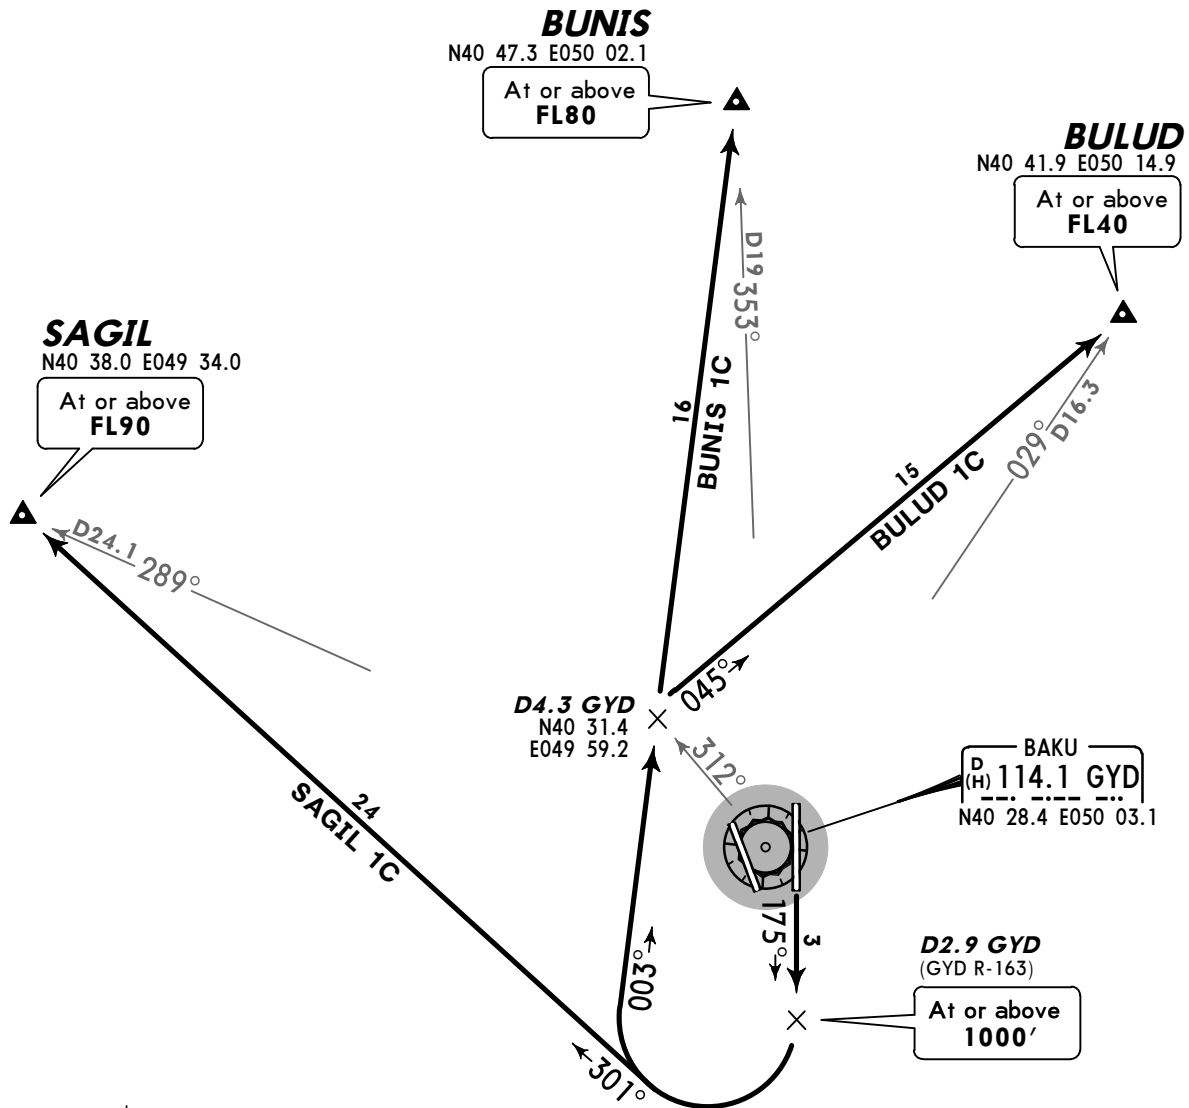 BUNIS
N40 47.3 E050 02.1
At or above
FL80
BULUD
N40 41.9 E050 14.9
At or above
FL40
D19 353°
SAGIL
N40 38.0 E049 34.0
At or above
FL90
16
BUNIS 1C
029°
D16.3
15
BULUD 1C
D24.1
289°
045°
D4.3 GYD
N40 31.4
E049 59.2
312°
BAKU
D
(H) 114.1 GYD
N40 28.4 E050 03.1
24
SAGIL 1C
175°
3
003°
D2.9 GYD
(GYD R-163)
At or above
1000'
301°